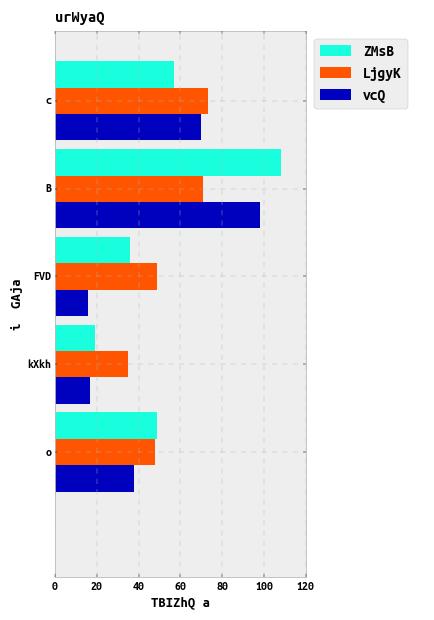 urWyaQ
ZMsB
LjgyK
vcQ
c
B
FVD
kXkh
o
i GAja
0 20 40 60 80 100 120
TBIZhQ a